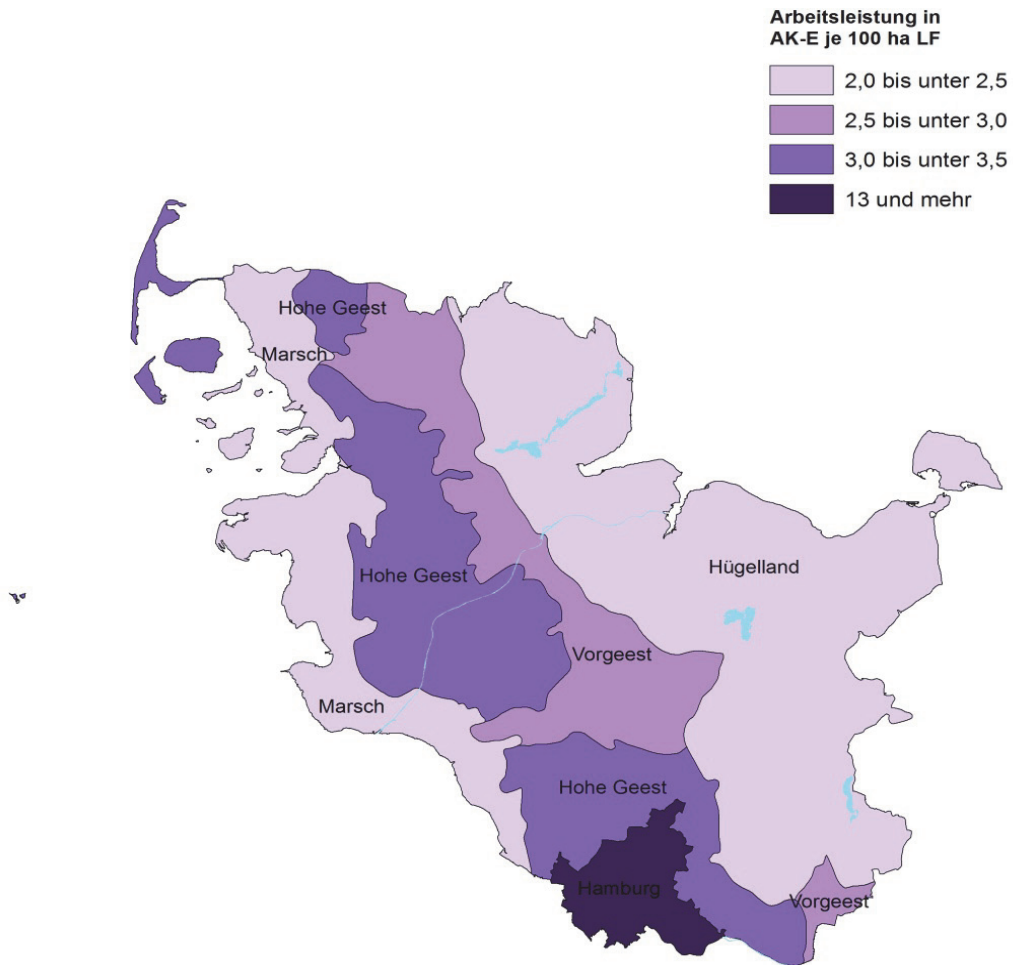 Arbeitsleistung in
AK-E je 100 ha LF
2,0 bis unter 2,5
2,5 bis unter 3,0
3,0 bis unter 3,5
13 und mehr
Hohe Geest
Marsch
Hügelland
Hohe Geest
Vorgeest
Marsch
Hohe Geest
Hamburg
Vorgeest